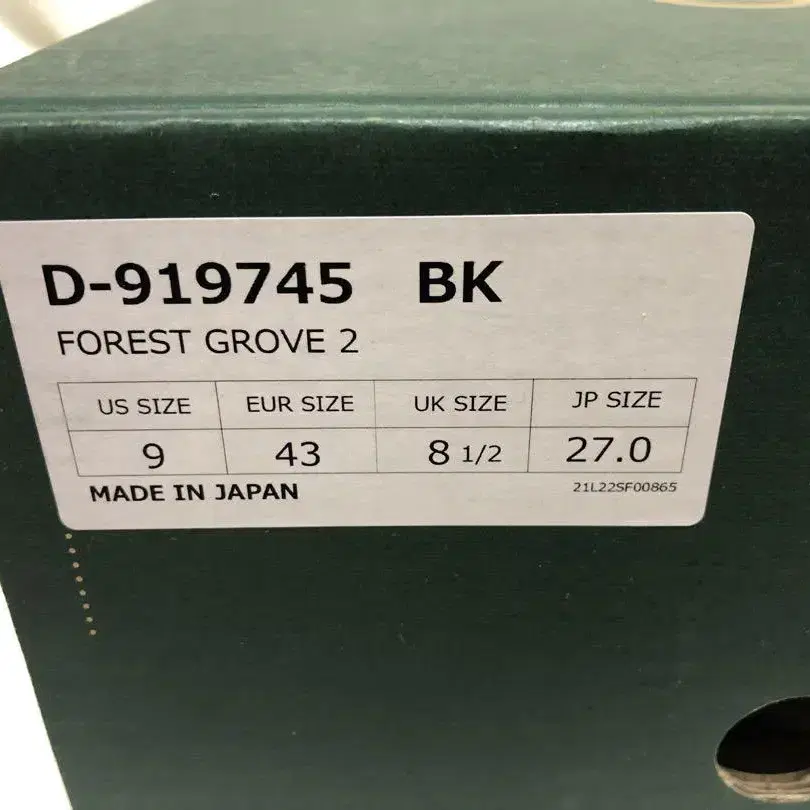 D-919745 BK
FOREST GROVE 2
US SIZE EUR SIZE UK SIZE JP SIZE
9 43 8 1/2 27.0
MADE IN JAPAN 21L22SF00865